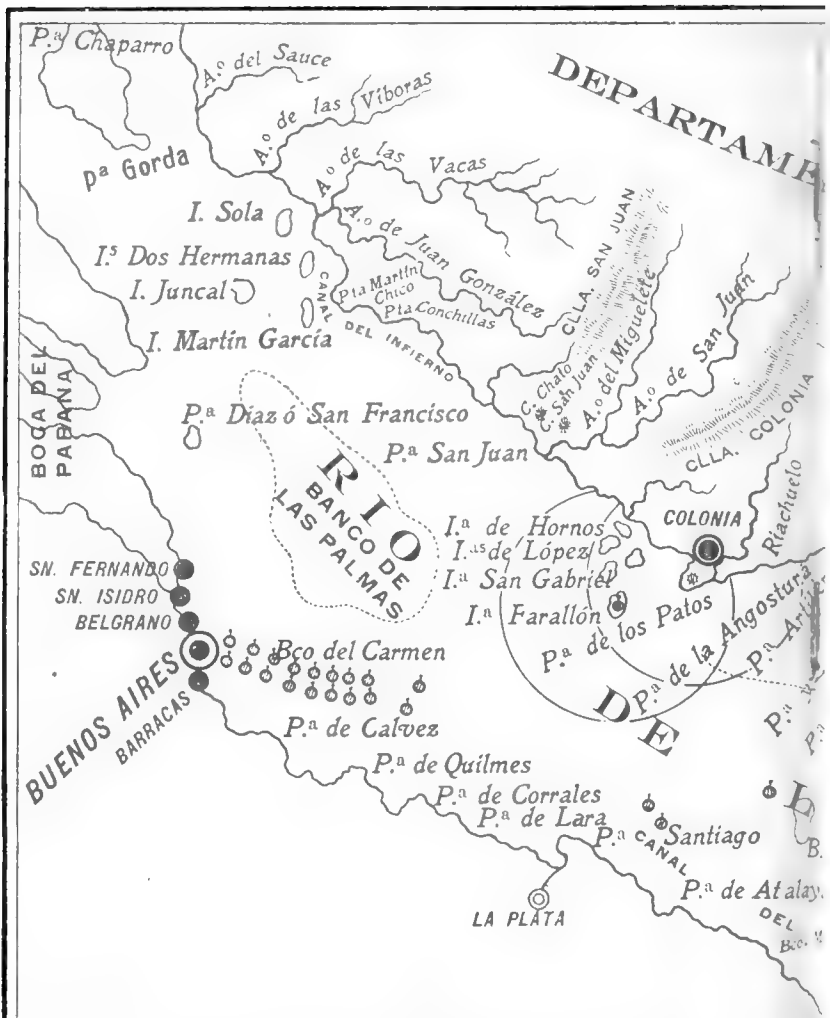 P.ª Chaparro
A.º del Sauce
A.º de las Víboras
DEPARTAME
pª Gorda
A.º de las Vacas
I. Sola
A.º de Juan González
I.s Dos Hermanas
I. Juncal
I. Martín García
CANAL DEL INFIERNO
Pta Martín Chico
Pta Conchillas
CLLA. SAN JUAN
C. Chalo
C. San Juan
A.º del Miguelete
A.º de San Juan
CLLA. COLONIA
BOCA DEL
PARANA
P.ª Díaz ó San Francisco
P.ª San Juan
RIO
BANCO DE
LAS PALMAS
I.ª de Hornos
I.as de López
I.ª San Gabriel
I.ª Farallón
COLONIA
Riachuelo
SN. FERNANDO
SN. ISIDRO
BELGRANO
BUENOS AIRES
BARRACAS
Bco del Carmen
P.ª de los Patos
P.ª de la Angostura
P.ª
P.ª
P.ª
DE
P.ª de Calvez
P.ª de Quilmes
P.ª de Corrales
P.ª de Lara
P.ª Santiago
CANAL
L
B.
P.ª de Atalay
DEL
Bco.
LA PLATA